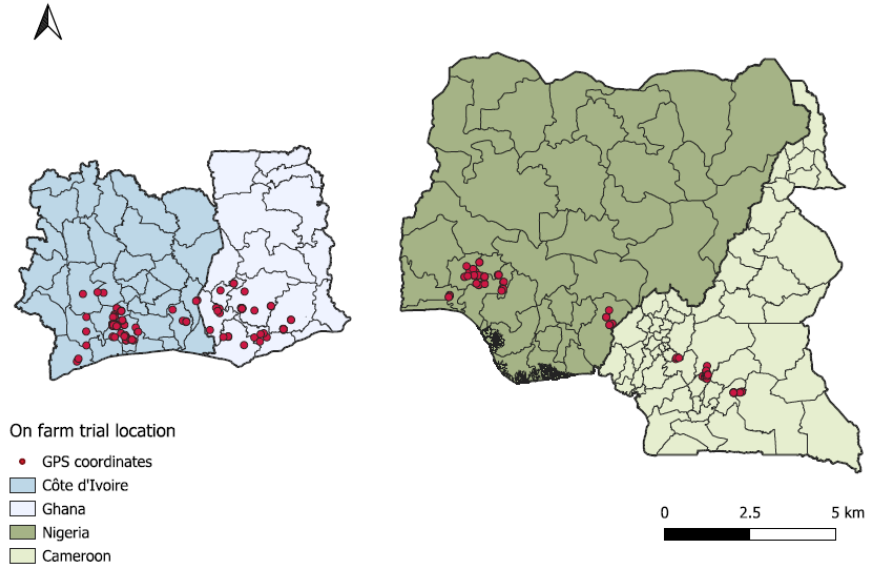 On farm trial location
GPS coordinates
Côte d'Ivoire
Ghana
Nigeria
Cameroon
0 2.5 5 km